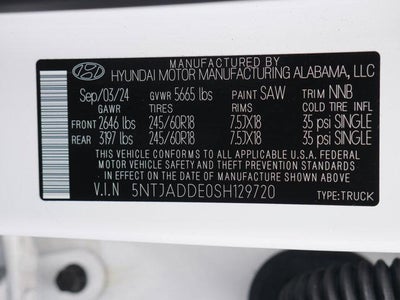 MANUFACTURED BY
HYUNDAI MOTOR MANUFACTURING ALABAMA, LLC
Sep/03/24 GVWR 5665 lbs PAINT SAW TRIM NNB
GAWR TIRES RIMS COLD TIRE INFL
FRONT 2646 lbs 245/60R18 7.5JX18 35 psi SINGLE
REAR 3197 lbs 245/60R18 7.5JX18 35 psi SINGLE
THIS VEHICLE CONFORMS TO ALL APPLICABLE U.S.A. FEDERAL
MOTOR VEHICLE SAFETY AND THEFT PREVENTION STANDARDS
IN EFFECT ON THE DATE OF MANUFACTURE SHOWN ABOVE.
V.I.N 5NTJADDE0SH129720 TYPE:TRUCK